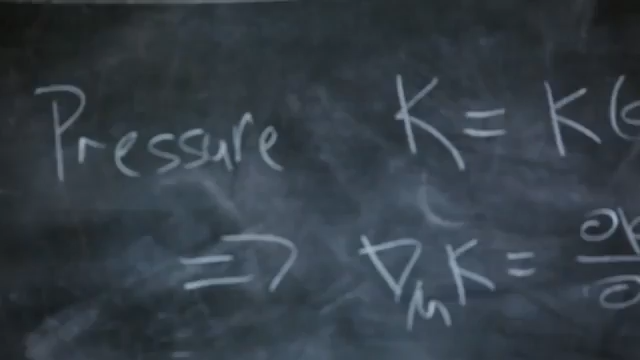 Pressure K = K(
=> ∇μK = ∂K/∂